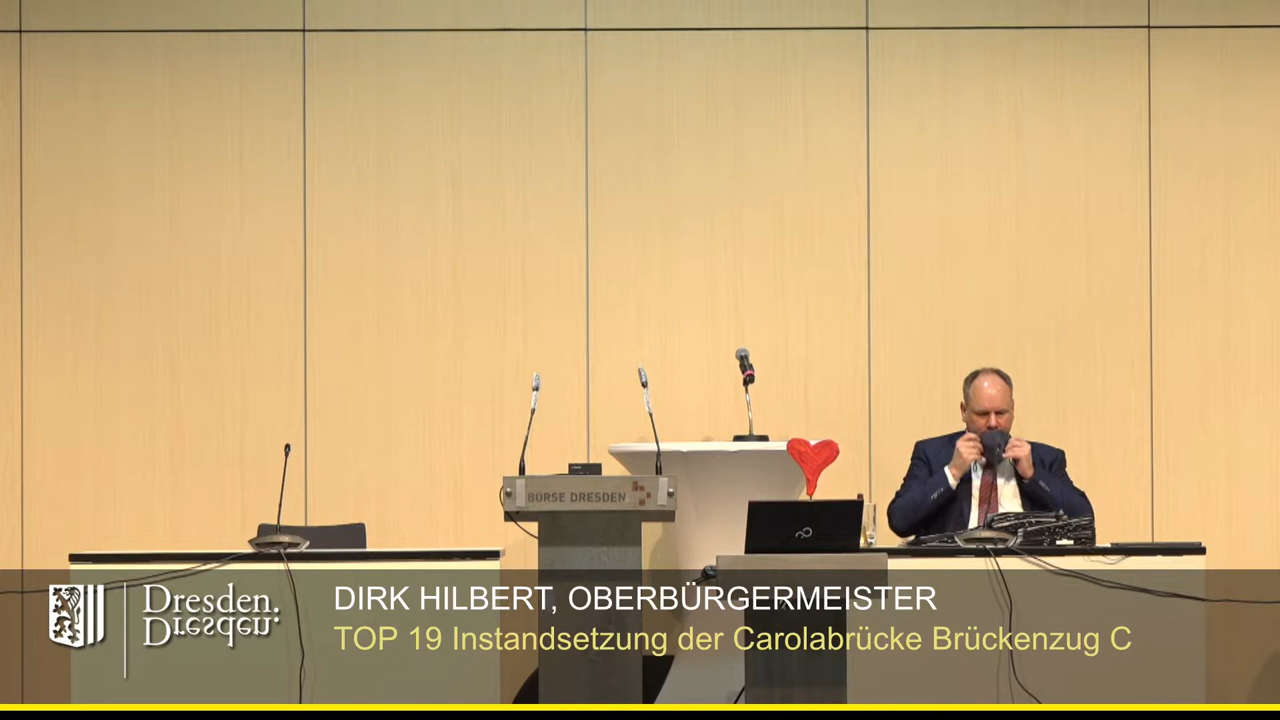 BÖRSE DRESDEN
Dresden.
Dresden.
DIRK HILBERT, OBERBÜRGERMEISTER
TOP 19 Instandsetzung der Carolabrücke Brückenzug C